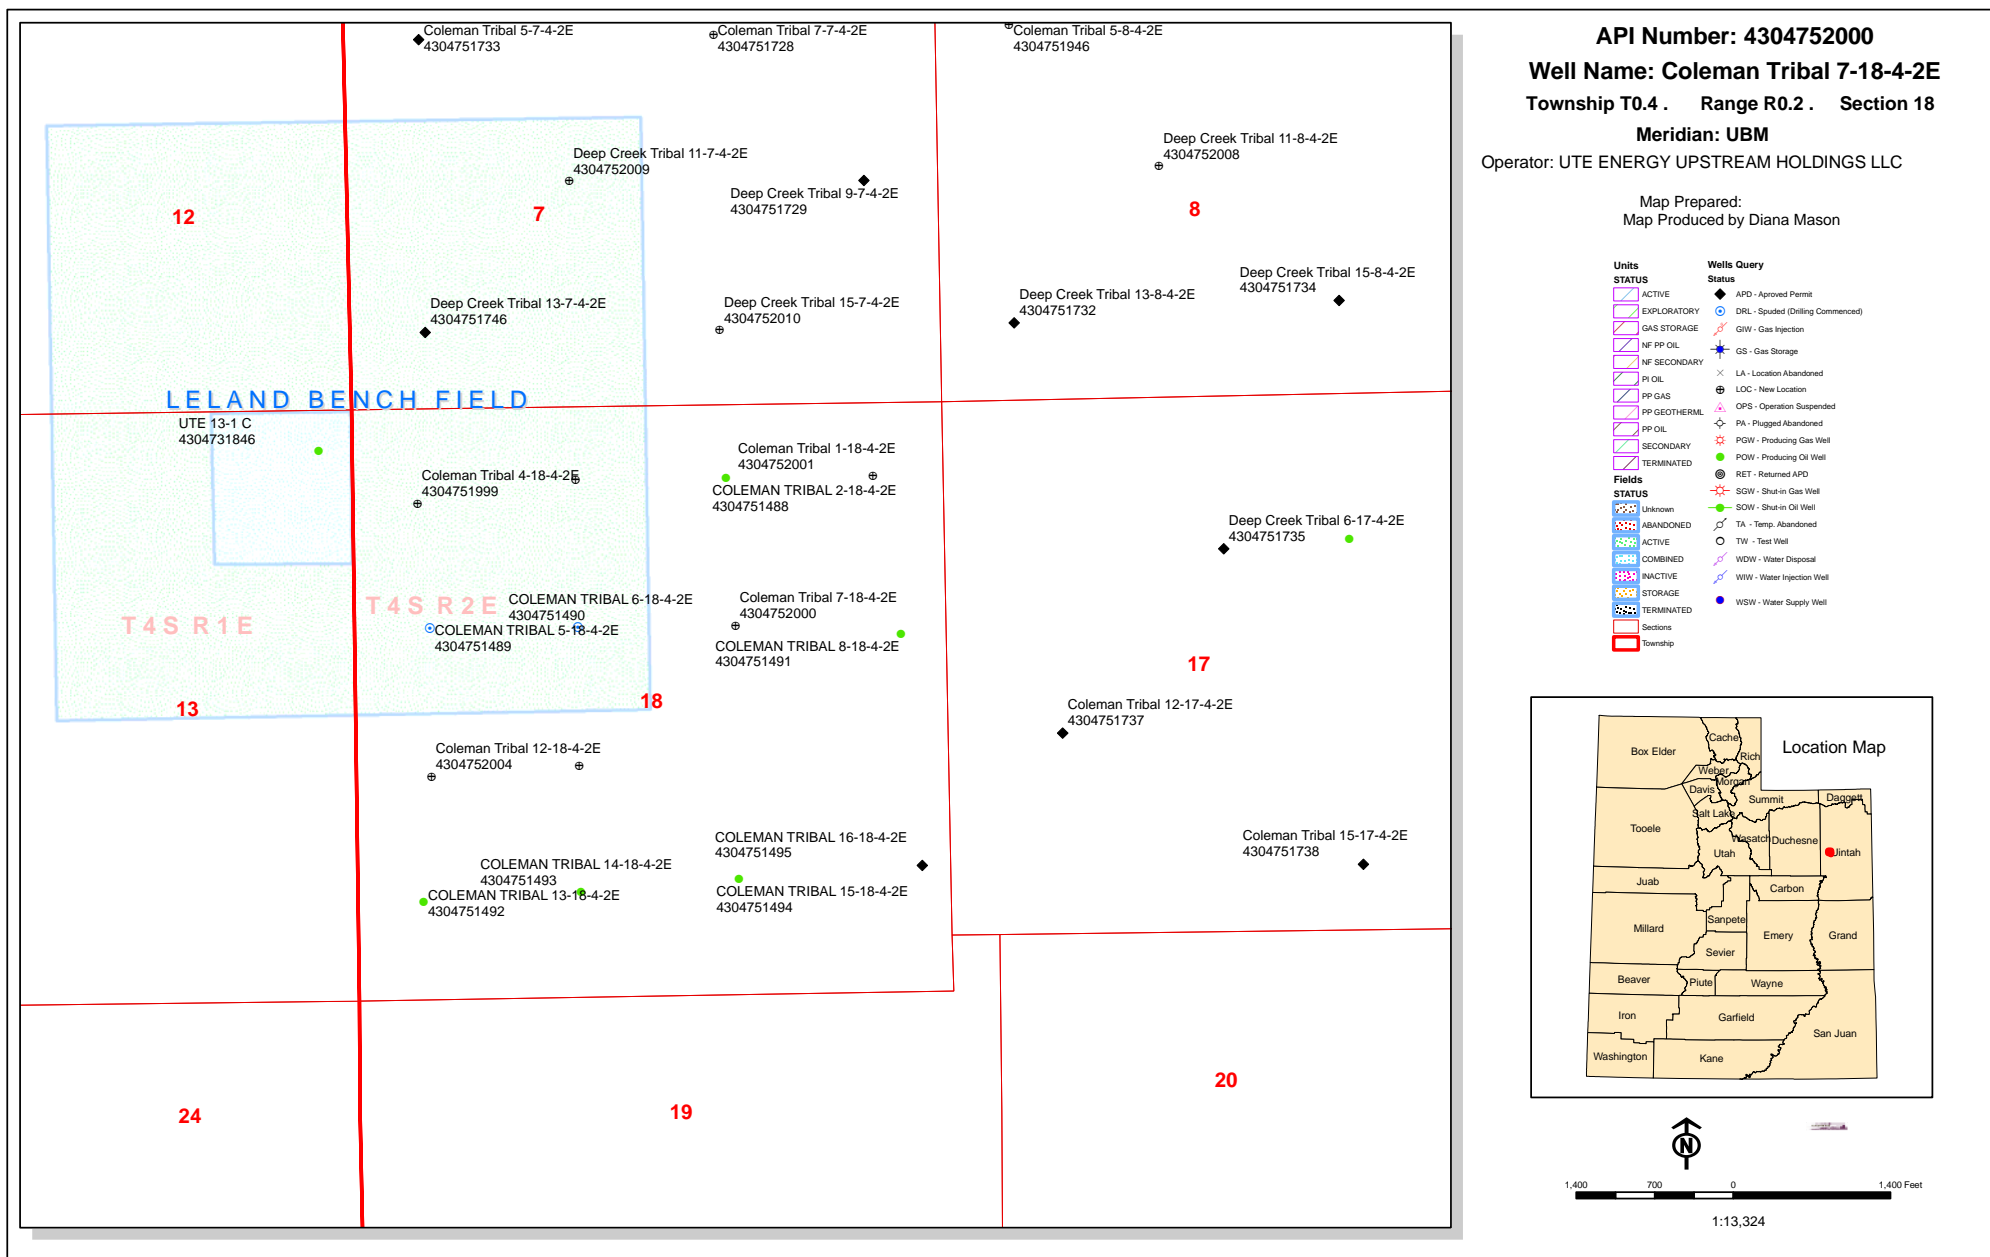 Coleman Tribal 5-7-4-2E
4304751733
Coleman Tribal 7-7-4-2E
4304751728
Coleman Tribal 5-8-4-2E
4304751946
Deep Creek Tribal 11-7-4-2E
4304752009
Deep Creek Tribal 9-7-4-2E
4304751729
Deep Creek Tribal 11-8-4-2E
4304752008
12
7
8
Deep Creek Tribal 13-7-4-2E
4304751746
Deep Creek Tribal 15-7-4-2E
4304752010
Deep Creek Tribal 13-8-4-2E
4304751732
Deep Creek Tribal 15-8-4-2E
4304751734
LELAND BENCH FIELD
UTE 13-1 C
4304731846
Coleman Tribal 4-18-4-2E
4304751999
Coleman Tribal 1-18-4-2E
4304752001
COLEMAN TRIBAL 2-18-4-2E
4304751488
Deep Creek Tribal 6-17-4-2E
4304751735
T4S R1E
T4S R2E
COLEMAN TRIBAL 6-18-4-2E
4304751490
COLEMAN TRIBAL 5-18-4-2E
4304751489
Coleman Tribal 7-18-4-2E
4304752000
COLEMAN TRIBAL 8-18-4-2E
4304751491
13
18
17
Coleman Tribal 12-17-4-2E
4304751737
Coleman Tribal 12-18-4-2E
4304752004
COLEMAN TRIBAL 16-18-4-2E
4304751495
COLEMAN TRIBAL 14-18-4-2E
4304751493
COLEMAN TRIBAL 13-18-4-2E
4304751492
COLEMAN TRIBAL 15-18-4-2E
4304751494
Coleman Tribal 15-17-4-2E
4304751738
24
19
20
API Number: 4304752000
Well Name: Coleman Tribal 7-18-4-2E
Township T0.4 . Range R0.2 . Section 18
Meridian: UBM
Operator: UTE ENERGY UPSTREAM HOLDINGS LLC
Map Prepared:
Map Produced by Diana Mason
Units
STATUS
ACTIVE
EXPLORATORY
GAS STORAGE
NF PP OIL
NF SECONDARY
PI OIL
PP GAS
PP GEOTHERML
PP OIL
SECONDARY
TERMINATED
Fields
STATUS
Unknown
ABANDONED
ACTIVE
COMBINED
INACTIVE
STORAGE
TERMINATED
Sections
Township
Wells Query
Status
APD - Aproved Permit
DRL - Spuded (Drilling Commenced)
GIW - Gas Injection
GS - Gas Storage
LA - Location Abandoned
LOC - New Location
OPS - Operation Suspended
PA - Plugged Abandoned
PGW - Producing Gas Well
POW - Producing Oil Well
RET - Returned APD
SGW - Shut-in Gas Well
SOW - Shut-in Oil Well
TA - Temp. Abandoned
TW - Test Well
WDW - Water Disposal
WIW - Water Injection Well
WSW - Water Supply Well
Location Map
Box Elder
Cache
Rich
Weber
Morgan
Davis
Summit
Daggett
Salt Lake
Tooele
Wasatch
Duchesne
Utah
Uintah
Juab
Carbon
Sanpete
Millard
Emery
Grand
Sevier
Beaver
Piute
Wayne
Iron
Garfield
San Juan
Washington
Kane
N
1,400 700 0 1,400 Feet
1:13,324